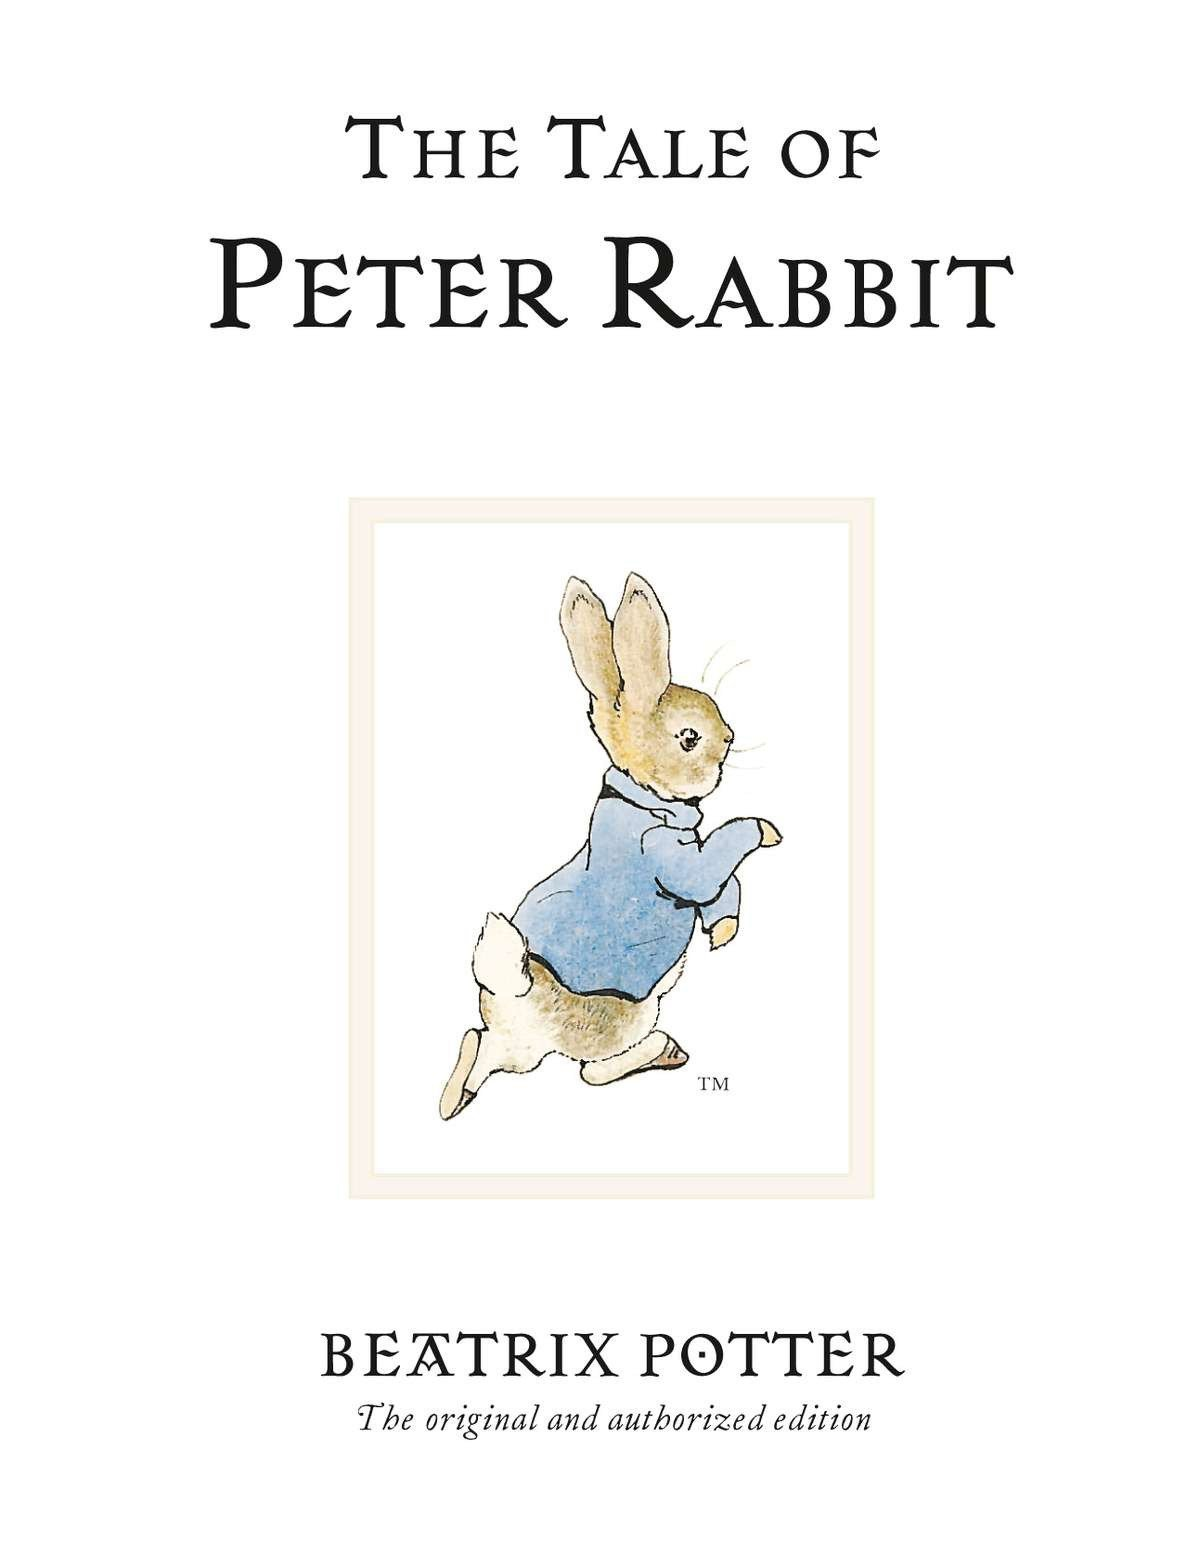 THE TALE OF
PETER RABBIT
TM
BEATRIX POTTER
The original and authorized edition